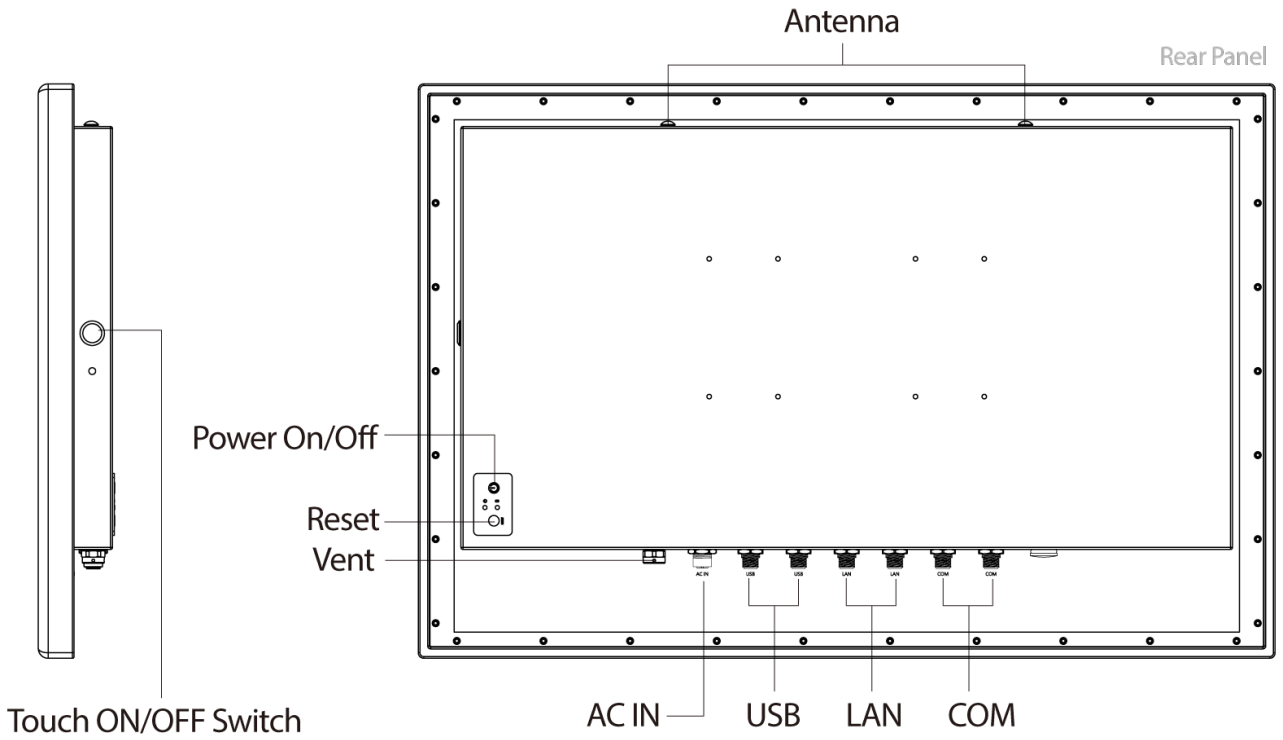 Antenna
Rear Panel
Power On/Off
Reset
Vent
AC IN
USB
USB
LAN
LAN
COM
COM
Touch ON/OFF Switch
AC IN
USB
LAN
COM